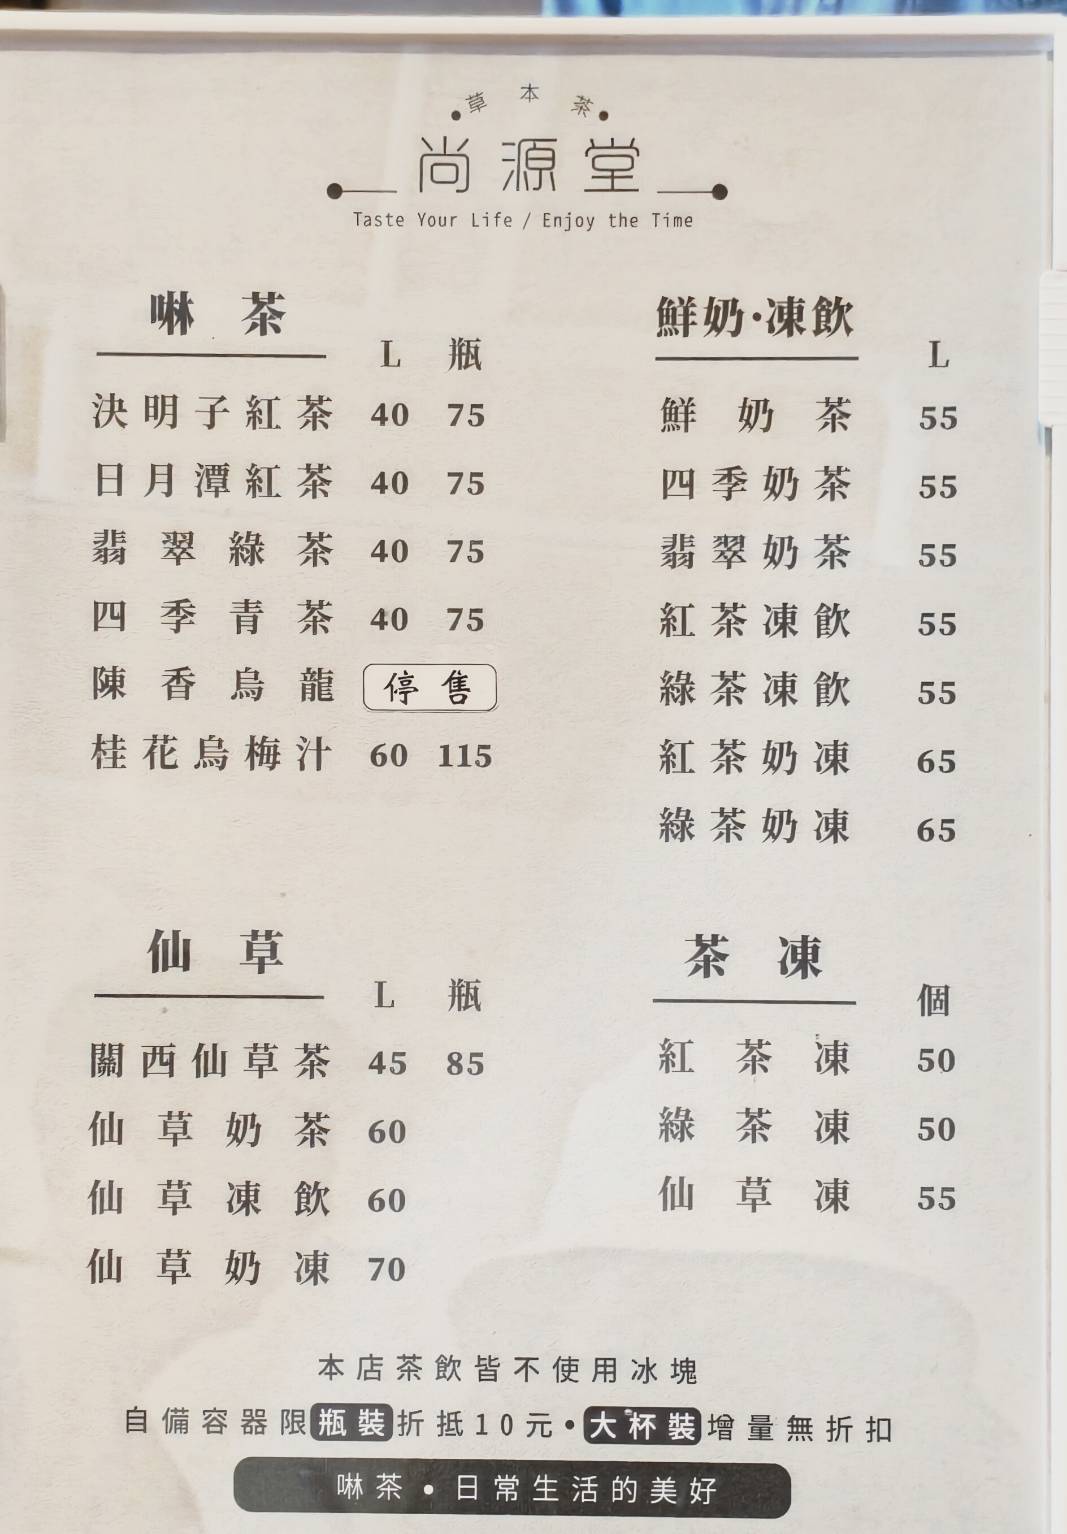 草本茶
尚源堂
Taste Your Life / Enjoy the Time
啉茶
L 瓶
決明子紅茶 40 75
日月潭紅茶 40 75
翡翠綠茶 40 75
四季青茶 40 75
陳香烏龍 停售
桂花烏梅汁 60 115
鮮奶·凍飲
L
鮮奶茶 55
四季奶茶 55
翡翠奶茶 55
紅茶凍飲 55
綠茶凍飲 55
紅茶奶凍 65
綠茶奶凍 65
仙草
L 瓶
關西仙草茶 45 85
仙草奶茶 60
仙草凍飲 60
仙草奶凍 70
茶凍
個
紅茶凍 50
綠茶凍 50
仙草凍 55
本店茶飲皆不使用冰塊
自備容器限瓶裝折抵10元•大杯裝增量無折扣
啉茶•日常生活的美好